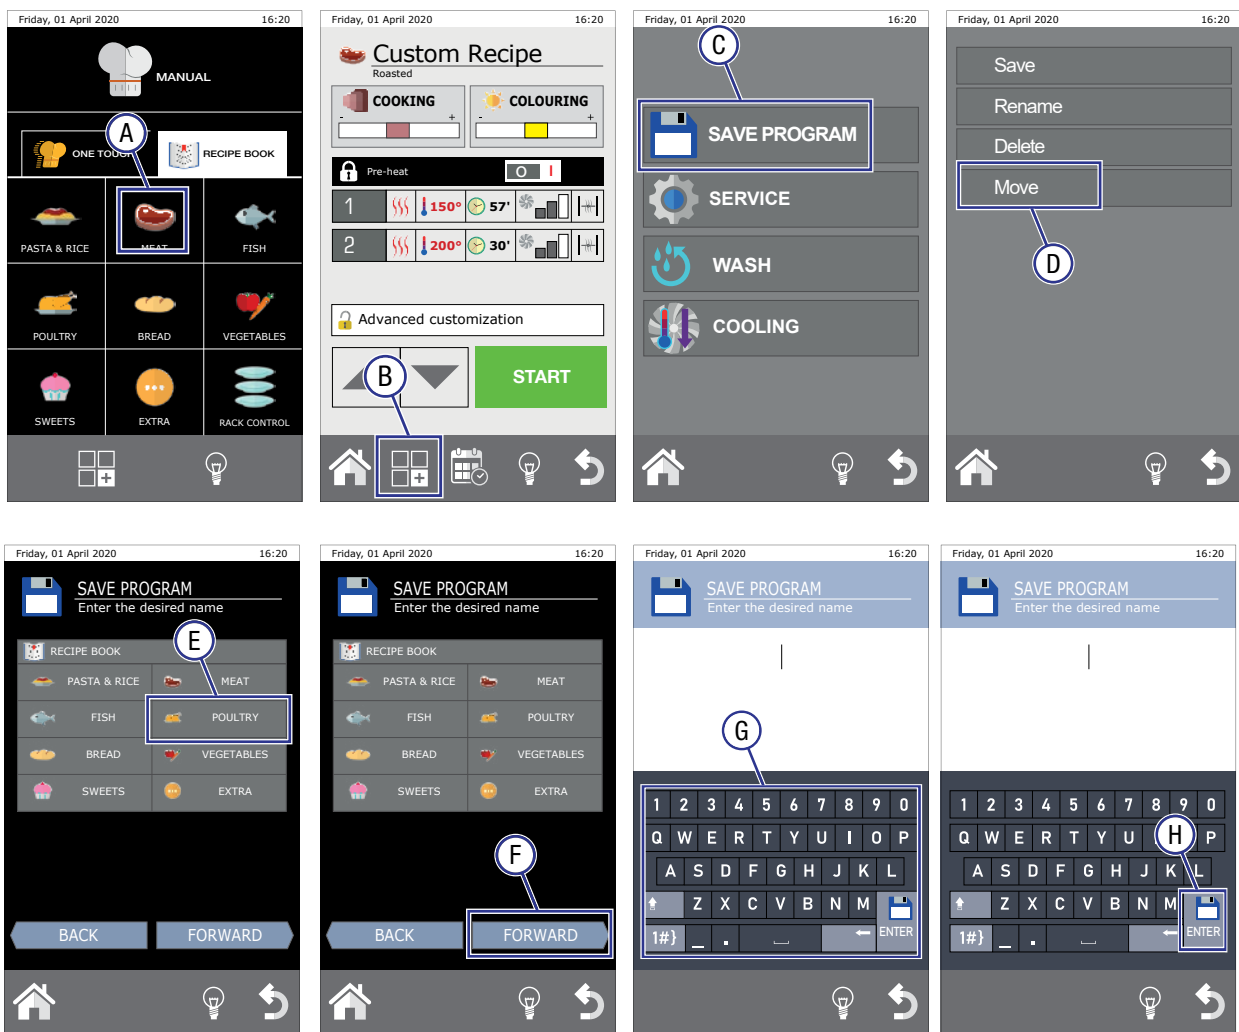 Friday, 01 April 2020 16:20
MANUAL
A
ONE TOUCH RECIPE BOOK
PASTA & RICE MEAT FISH
POULTRY BREAD VEGETABLES
SWEETS EXTRA RACK CONTROL
+
Friday, 01 April 2020 16:20
Custom Recipe
Roasted
COOKING COLOURING
- + - +
Pre-heat O I
1 150° 57'
2 200° 30'
Advanced customization
B
START
+
Friday, 01 April 2020 16:20
C
SAVE PROGRAM
SERVICE
WASH
COOLING
Friday, 01 April 2020 16:20
Save
Rename
Delete
Move
D
Friday, 01 April 2020 16:20
SAVE PROGRAM
Enter the desired name
E
RECIPE BOOK
PASTA & RICE MEAT
FISH POULTRY
BREAD VEGETABLES
SWEETS EXTRA
BACK FORWARD
Friday, 01 April 2020 16:20
SAVE PROGRAM
Enter the desired name
RECIPE BOOK
PASTA & RICE MEAT
FISH POULTRY
BREAD VEGETABLES
SWEETS EXTRA
F
BACK FORWARD
Friday, 01 April 2020 16:20
SAVE PROGRAM
Enter the desired name
G
1 2 3 4 5 6 7 8 9 0
Q W E R T Y U I O P
A S D F G H J K L
Z X C V B N M
1#} _ . ENTER
Friday, 01 April 2020 16:20
SAVE PROGRAM
Enter the desired name
1 2 3 4 5 6 7 8 9 0
Q W E R T Y U P
H
A S D F G H J K L
Z X C V B N M
1#} _ . ENTER